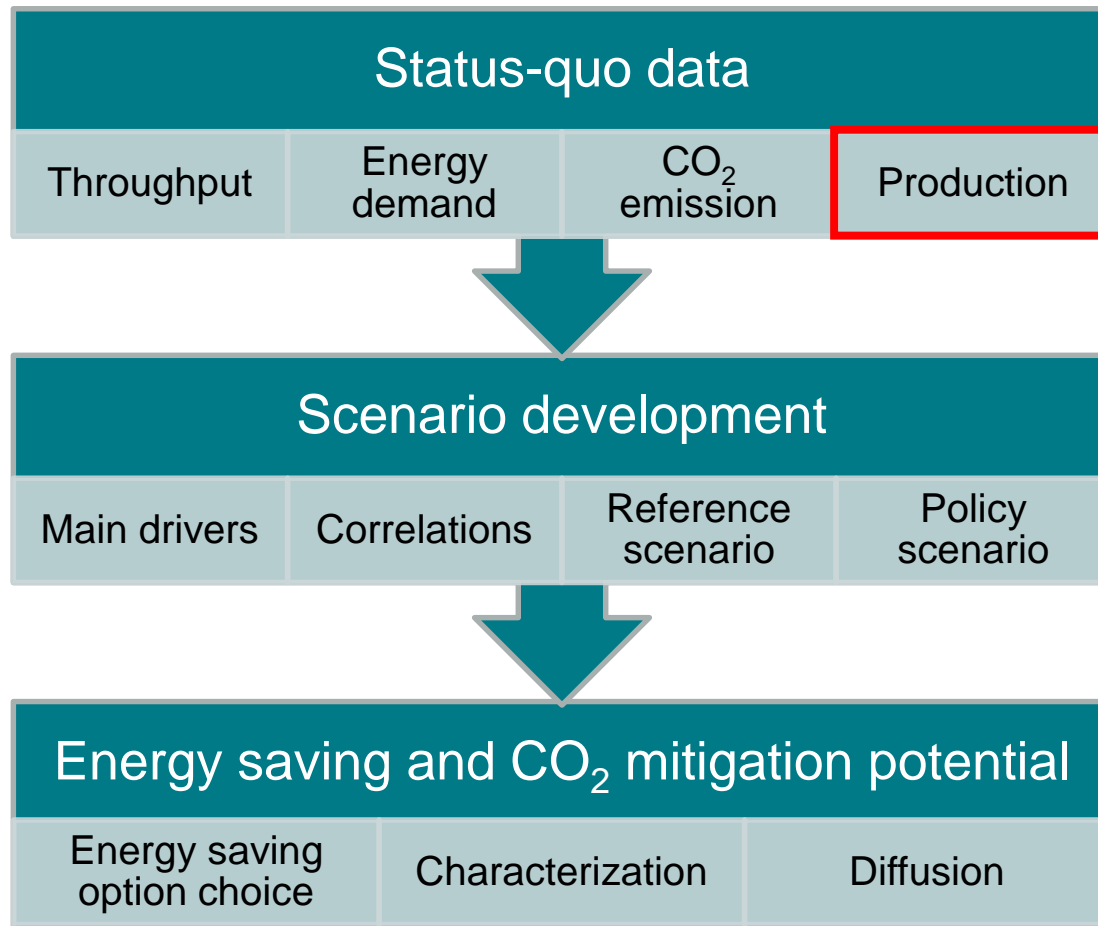 Status-quo data
Throughput
Energy
demand
CO₂
emission
Production
Scenario development
Main drivers
Correlations
Reference
scenario
Policy
scenario
Energy saving and CO₂ mitigation potential
Energy saving
option choice
Characterization
Diffusion